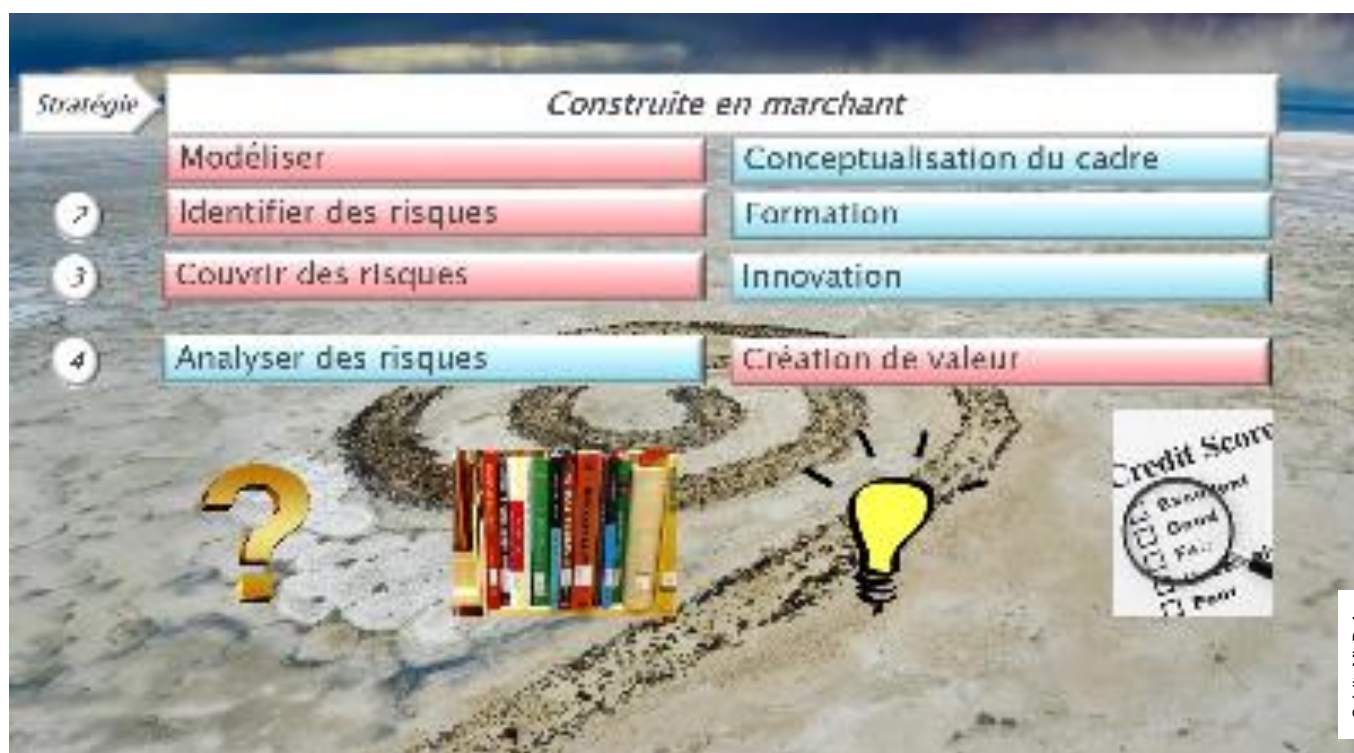 Stratégie
Construite en marchant
Modéliser
Conceptualisation du cadre
2
Identifier des risques
Formation
3
Couvrir des risques
Innovation
4
Analyser des risques
Création de valeur
Credit Score
Excellent
Good
Poor